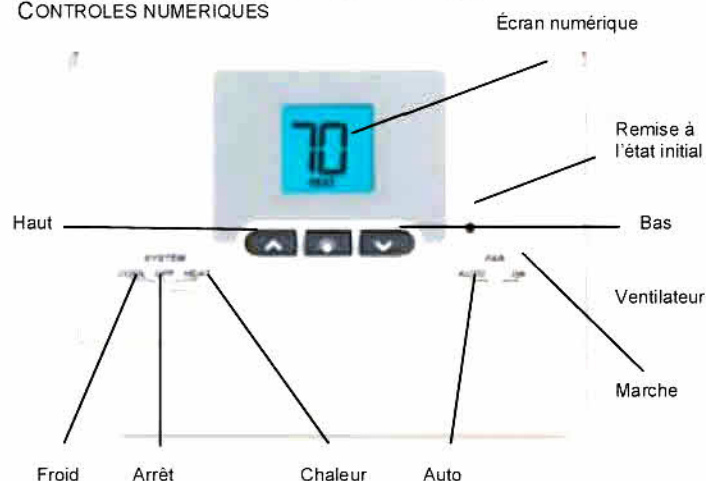 CONTROLES NUMERIQUES
Écran numérique
70
HEAT
Remise à
l'état initial
Haut
Bas
SYSTEM
FAN
COOL OFF HEAT
AUTO ON
Ventilateur
Marche
Froid
Arrêt
Chaleur
Auto